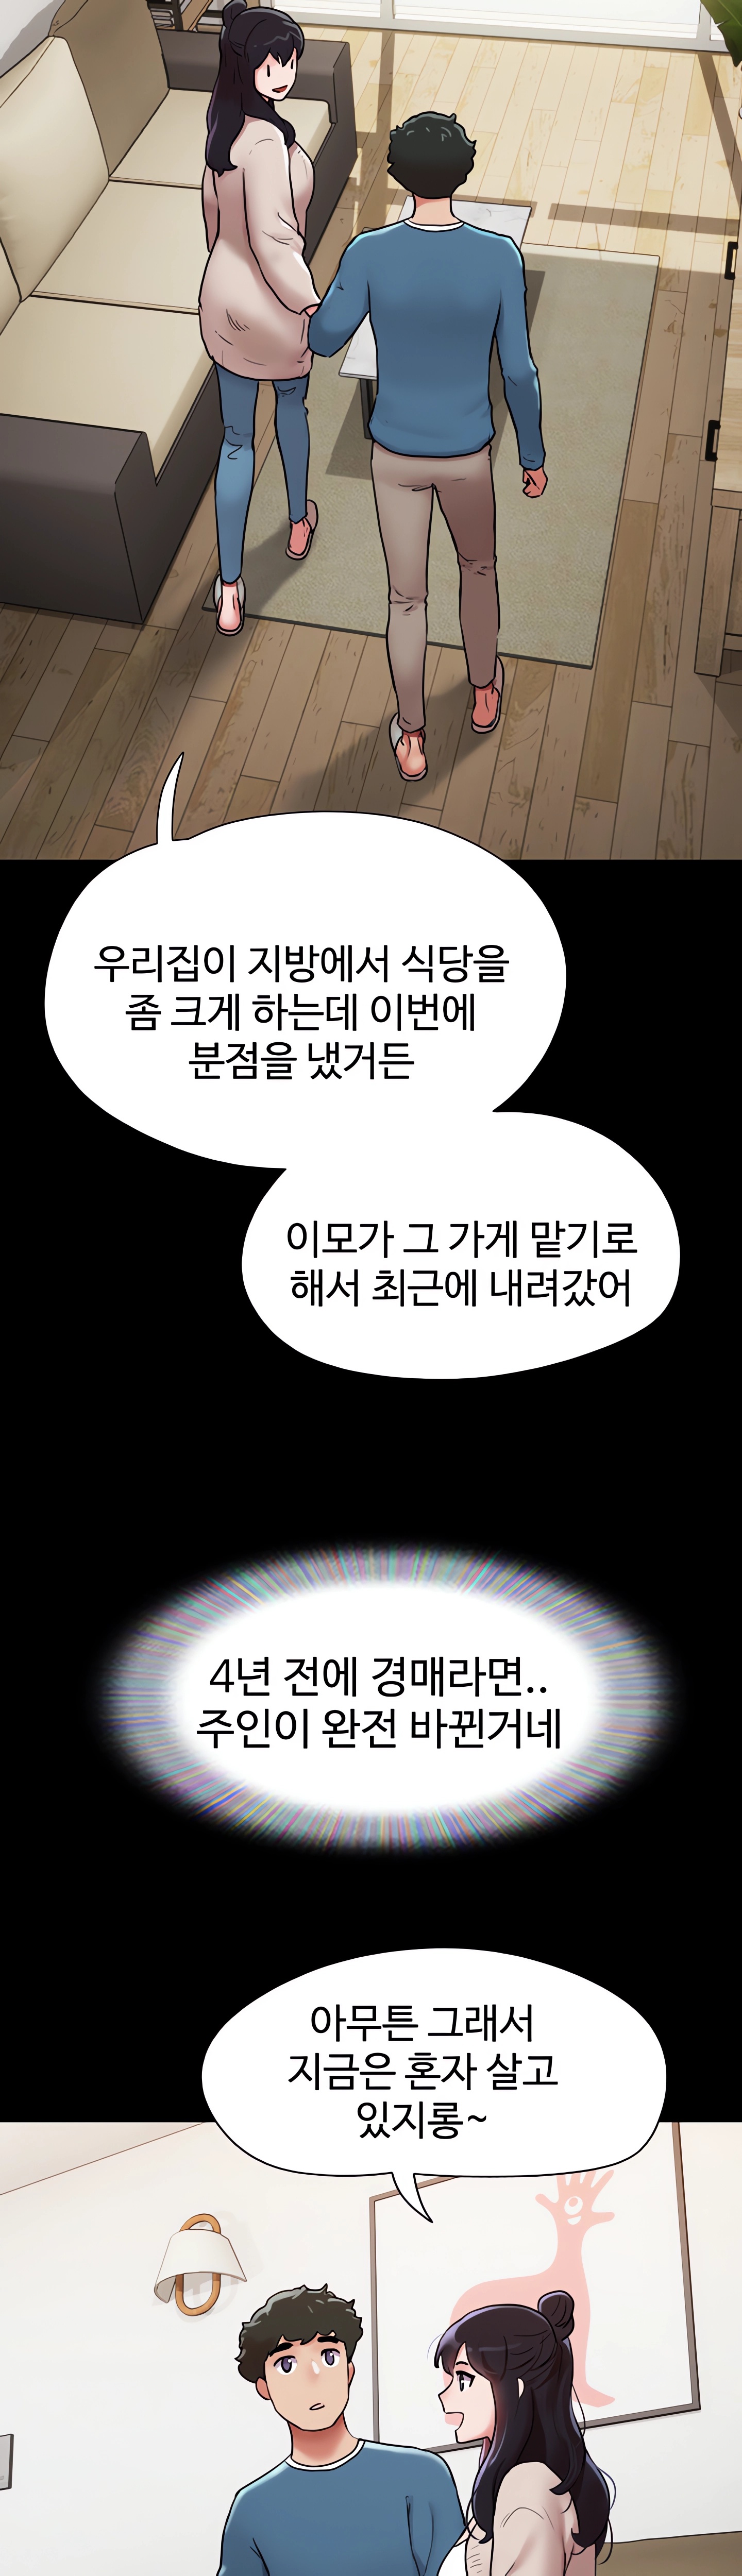 우리집이 지방에서 식당을
좀 크게 하는데 이번에
분점을 냈거든
이모가 그 가게 맡기로
해서 최근에 내려갔어
4년 전에 경매라면..
주인이 완전 바뀐거네
아무튼 그래서
지금은 혼자 살고
있지롱~